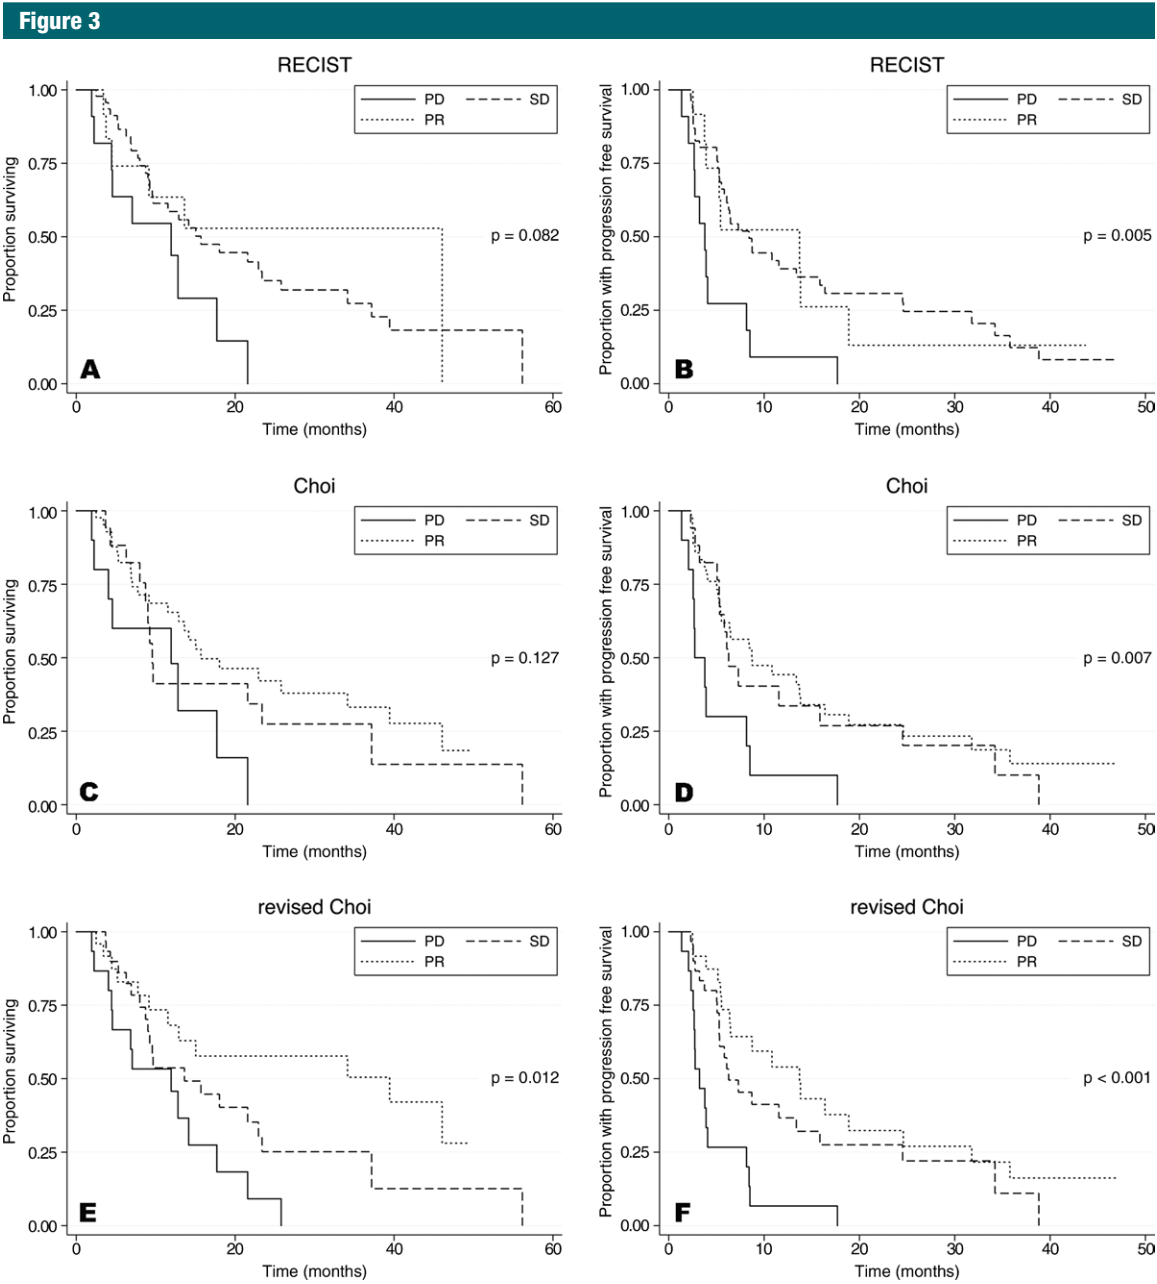 Figure 3
RECIST
Proportion surviving
1.00
0.75
0.50
0.25
0.00
PD SD
PR
p = 0.082
A
0 20 40 60
Time (months)
RECIST
Proportion with progression free survival
1.00
0.75
0.50
0.25
0.00
PD SD
PR
p = 0.005
B
0 10 20 30 40 50
Time (months)
Choi
Proportion surviving
1.00
0.75
0.50
0.25
0.00
PD SD
PR
p = 0.127
C
0 20 40 60
Time (months)
Choi
Proportion with progression free survival
1.00
0.75
0.50
0.25
0.00
PD SD
PR
p = 0.007
D
0 10 20 30 40 50
Time (months)
revised Choi
Proportion surviving
1.00
0.75
0.50
0.25
0.00
PD SD
PR
p = 0.012
E
0 20 40 60
Time (months)
revised Choi
Proportion with progression free survival
1.00
0.75
0.50
0.25
0.00
PD SD
PR
p < 0.001
F
0 10 20 30 40 50
Time (months)